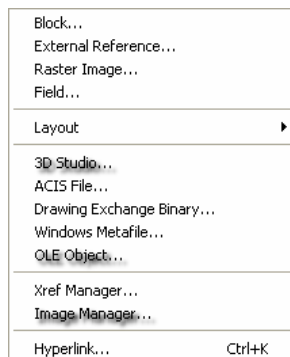 Block...
External Reference...
Raster Image...
Field...
Layout
3D Studio...
ACIS File...
Drawing Exchange Binary...
Windows Metafile...
OLE Object...
Xref Manager...
Image Manager...
Hyperlink... Ctrl+K